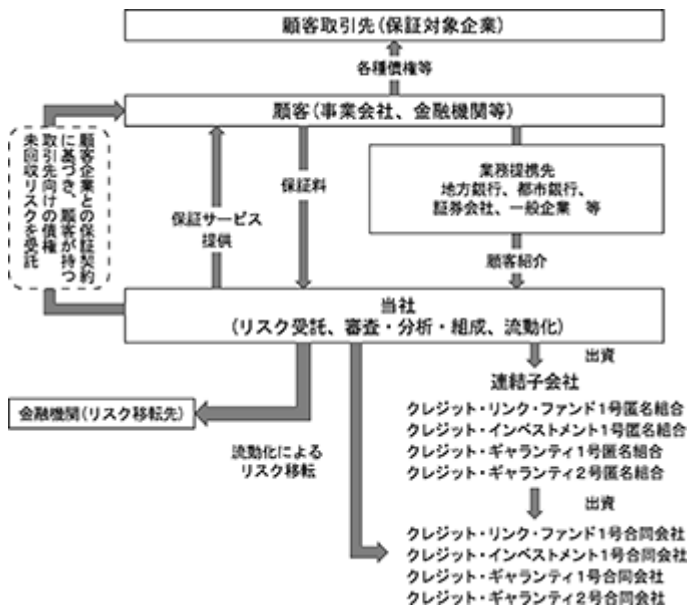 顧客取引先(保証対象企業)
各種債権等
顧客(事業会社、金融機関等)
顧客企業との保証契約
に基づき、顧客が持つ
取引先向けの債権
未回収リスクを受託
保証サービス
提供
保証料
業務提携先
地方銀行、都市銀行、
証券会社、一般企業 等
顧客紹介
当社
(リスク受託、審査・分析・組成、流動化)
出資
連結子会社
クレジット・リンク・ファンド1号匿名組合
クレジット・インベストメント1号匿名組合
クレジット・ギャランティ1号匿名組合
クレジット・ギャランティ2号匿名組合
金融機関(リスク移転先)
流動化による
リスク移転
出資
クレジット・リンク・ファンド1号合同会社
クレジット・インベストメント1号合同会社
クレジット・ギャランティ1号合同会社
クレジット・ギャランティ2号合同会社